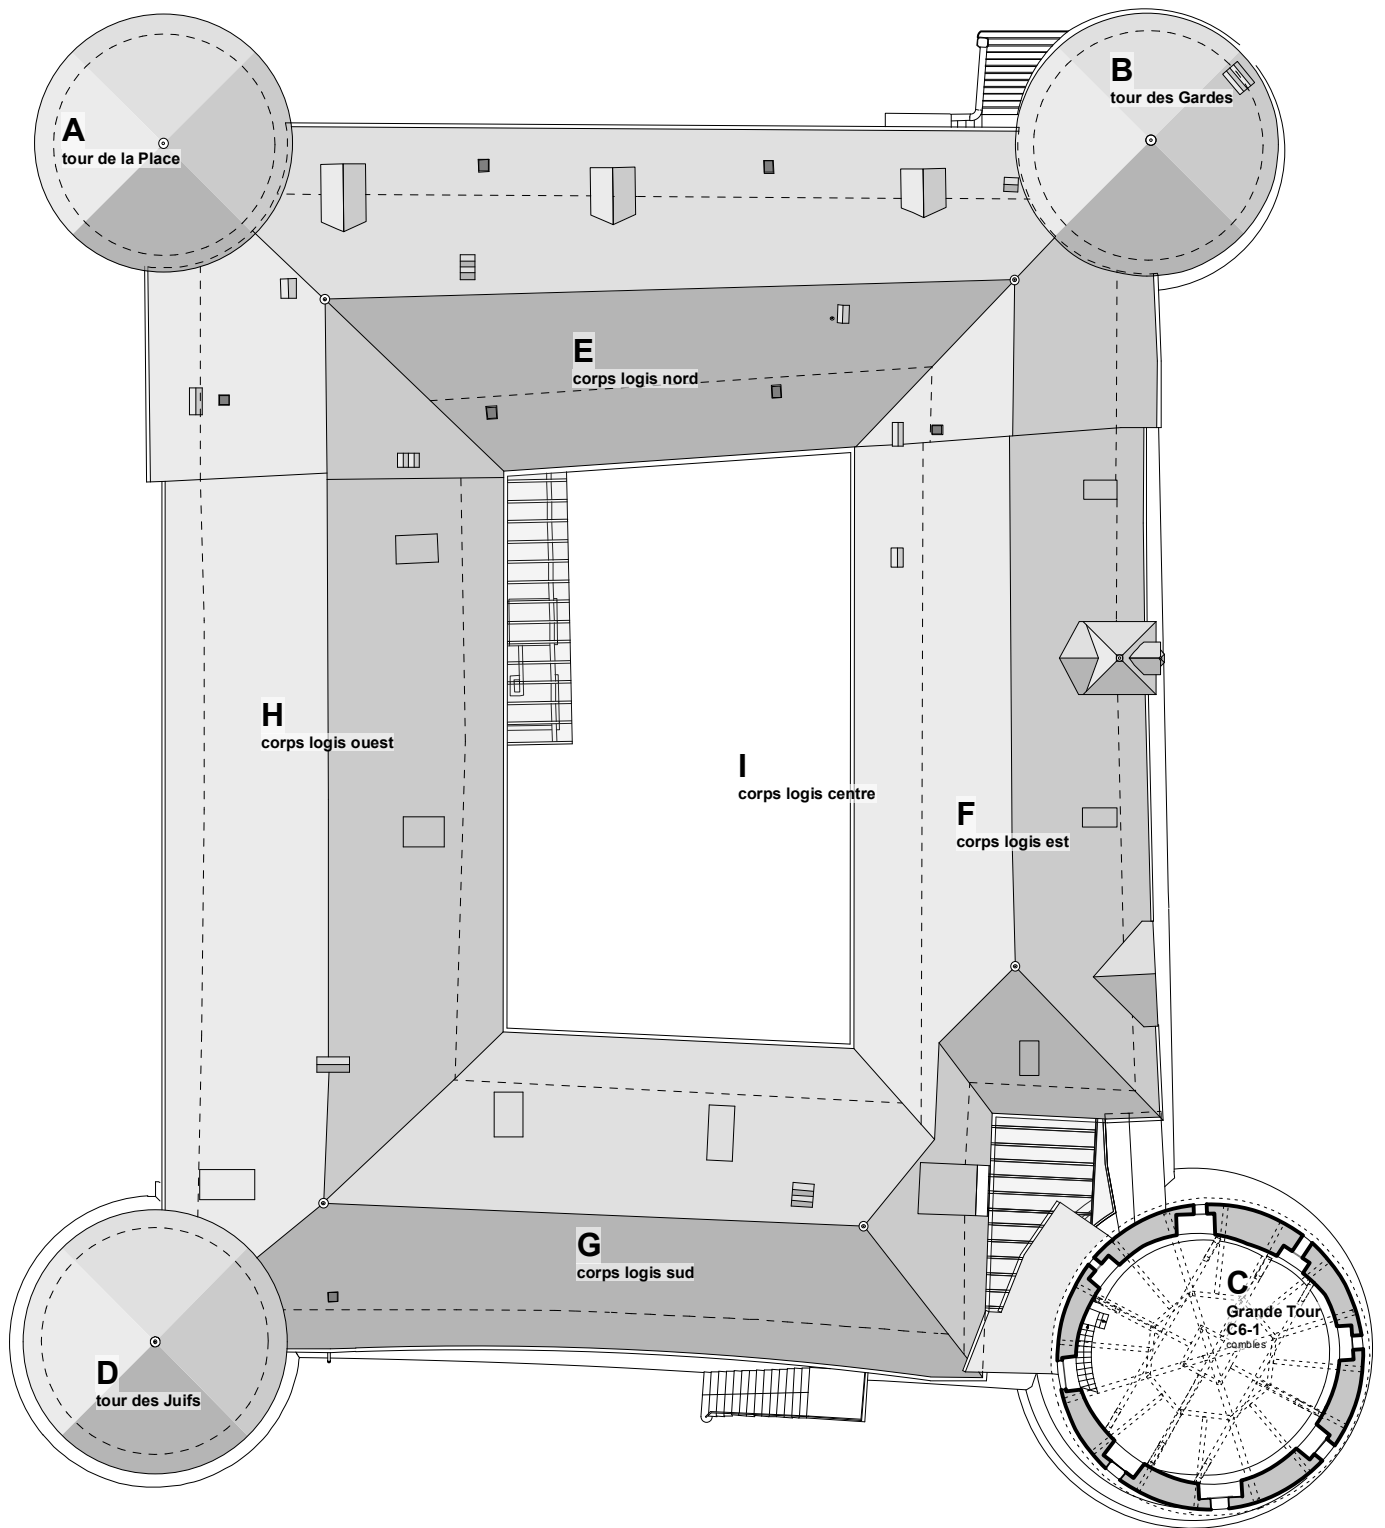 A
tour de la Place
B
tour des Gardes
E
corps logis nord
H
corps logis ouest
I
corps logis centre
F
corps logis est
G
corps logis sud
C
Grande Tour
C6-1
combles
D
tour des Juifs